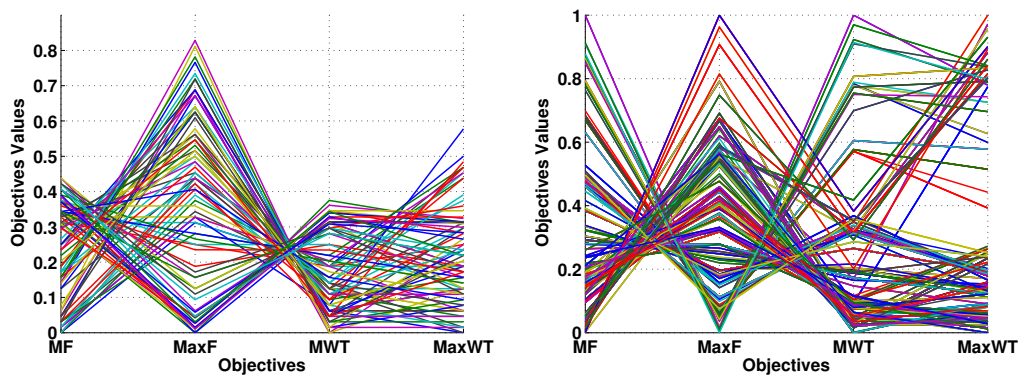 Objectives Values
0.8
0.7
0.6
0.5
0.4
0.3
0.2
0.1
0
MF MaxF MWT MaxWT
Objectives
Objectives Values
1
0.8
0.6
0.4
0.2
0
MF MaxF MWT MaxWT
Objectives